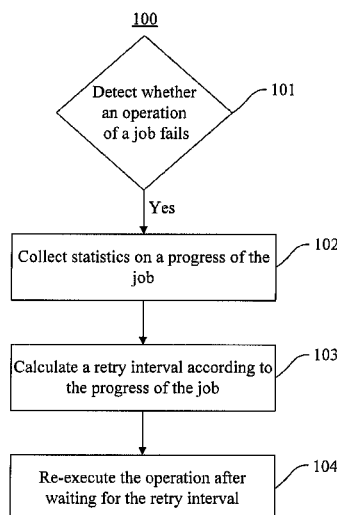 100
Detect whether
an operation
of a job fails
101
Yes
Collect statistics on a progress of the
job
102
Calculate a retry interval according to
the progress of the job
103
Re-execute the operation after
waiting for the retry interval
104